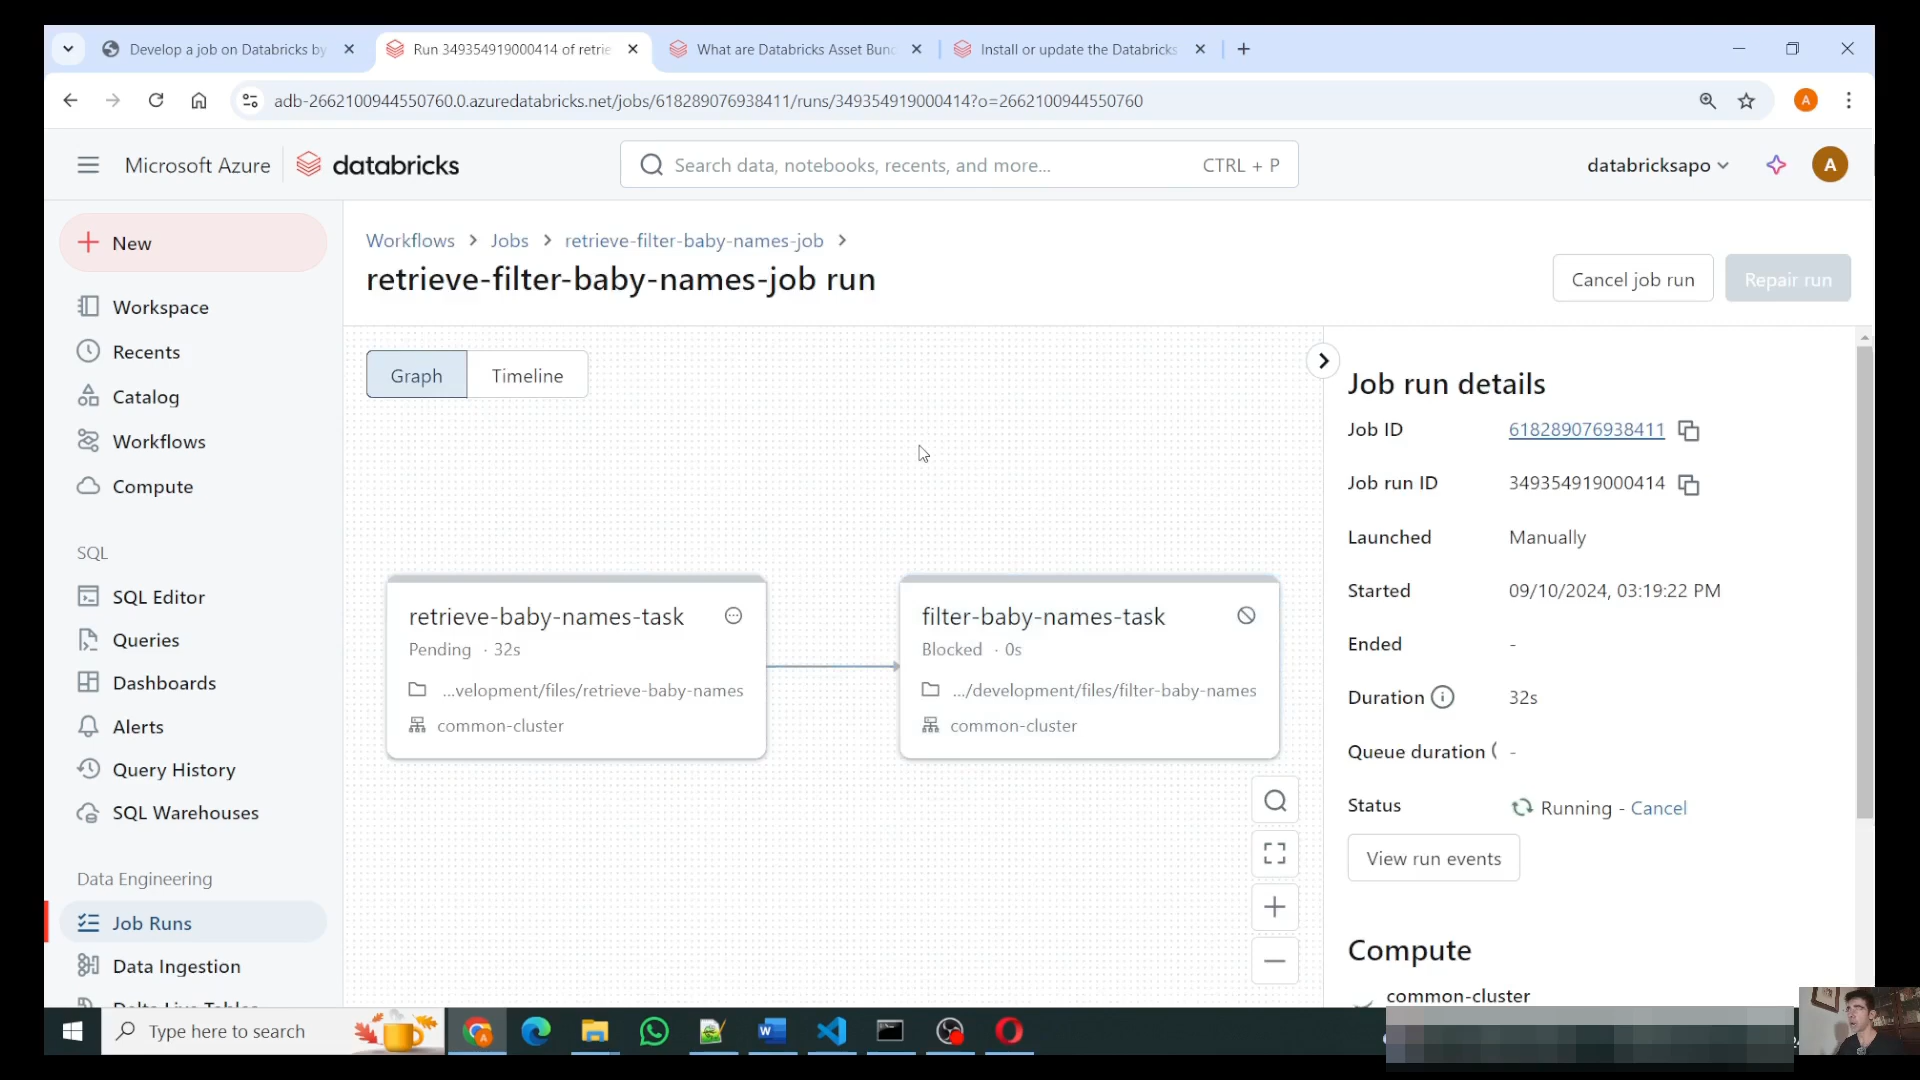 Develop a job on Databricks by
Run 349354919000414 of retrie
What are Databricks Asset Bunc
Install or update the Databricks
adb-2662100944550760.0.azuredatabricks.net/jobs/618289076938411/runs/349354919000414?o=2662100944550760
A
Microsoft Azure
databricks
Search data, notebooks, recents, and more...
CTRL + P
databricksapo
A
New
Workspace
Recents
Catalog
Workflows
Compute
SQL
SQL Editor
Queries
Dashboards
Alerts
Query History
SQL Warehouses
Data Engineering
Job Runs
Data Ingestion
Delta Live Tables
Workflows > Jobs > retrieve-filter-baby-names-job >
retrieve-filter-baby-names-job run
Cancel job run
Repair run
Graph
Timeline
retrieve-baby-names-task
Pending · 32s
...velopment/files/retrieve-baby-names
common-cluster
filter-baby-names-task
Blocked · 0s
.../development/files/filter-baby-names
common-cluster
Job run details
Job ID 618289076938411
Job run ID 349354919000414
Launched Manually
Started 09/10/2024, 03:19:22 PM
Ended -
Duration 32s
Queue duration -
Status Running - Cancel
View run events
Compute
common-cluster
Type here to search